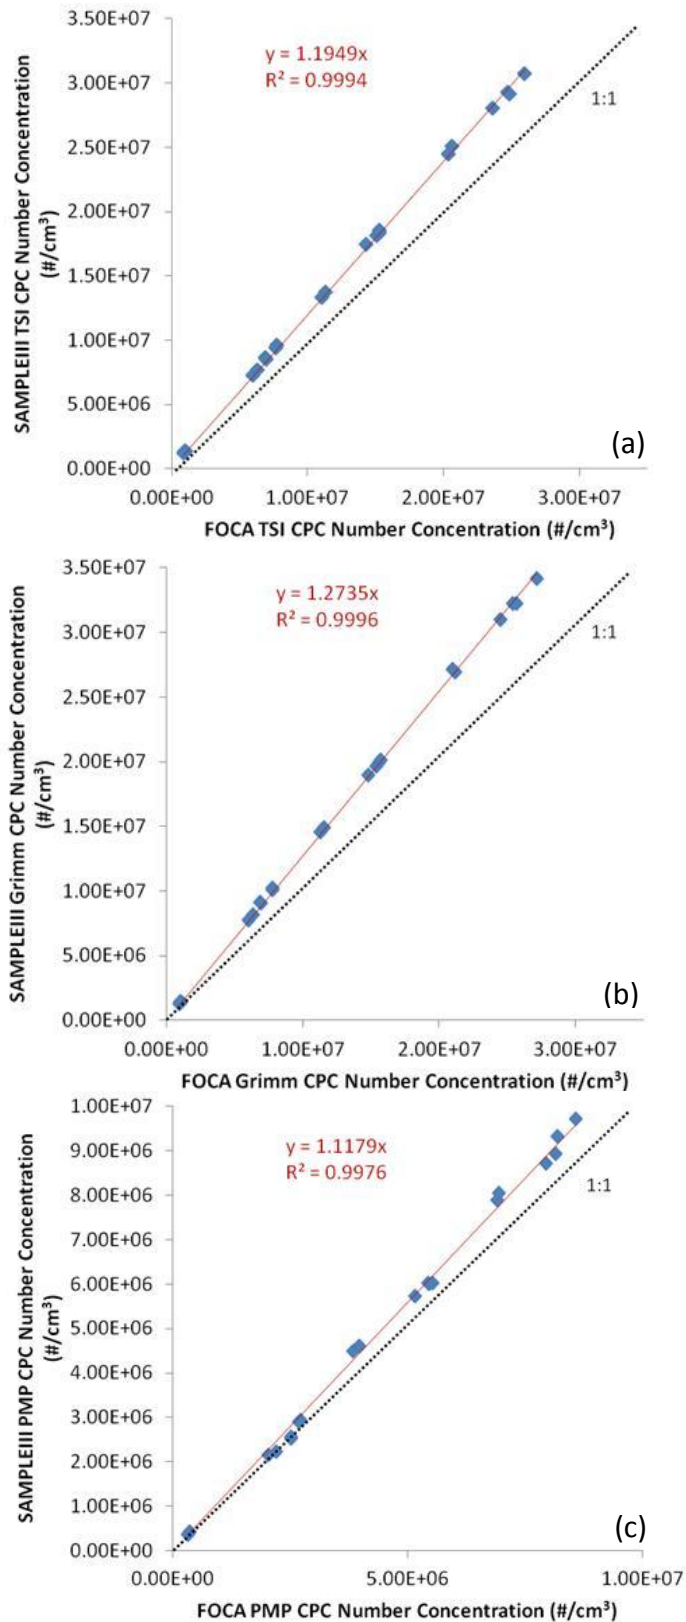 3.50E+07
3.00E+07
2.50E+07
2.00E+07
1.50E+07
1.00E+07
5.00E+06
0.00E+00
SAMPLEIII TSI CPC Number Concentration
(#/cm³)
y = 1.1949x
R² = 0.9994
1:1
(a)
0.00E+00 1.00E+07 2.00E+07 3.00E+07
FOCA TSI CPC Number Concentration (#/cm³)
3.50E+07
3.00E+07
2.50E+07
2.00E+07
1.50E+07
1.00E+07
5.00E+06
0.00E+00
SAMPLEIII Grimm CPC Number Concentration
(#/cm³)
y = 1.2735x
R² = 0.9996
1:1
(b)
0.00E+00 1.00E+07 2.00E+07 3.00E+07
FOCA Grimm CPC Number Concentration (#/cm³)
1.00E+07
9.00E+06
8.00E+06
7.00E+06
6.00E+06
5.00E+06
4.00E+06
3.00E+06
2.00E+06
1.00E+06
0.00E+00
SAMPLEIII PMP CPC Number Concentration
(#/cm³)
y = 1.1179x
R² = 0.9976
1:1
(c)
0.00E+00 5.00E+06 1.00E+07
FOCA PMP CPC Number Concentration (#/cm³)